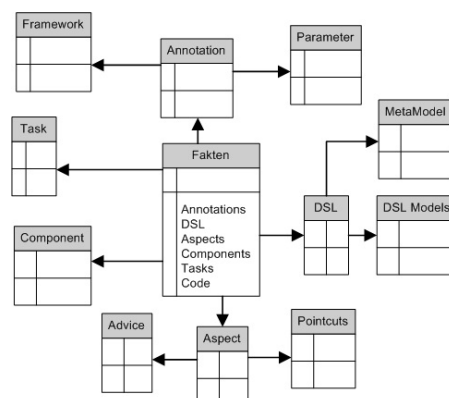 Framework
Annotation
Parameter
MetaModel
Task
Fakten
Annotations
DSL
Aspects
Components
Tasks
Code
DSL
DSL Models
Component
Advice
Aspect
Pointcuts